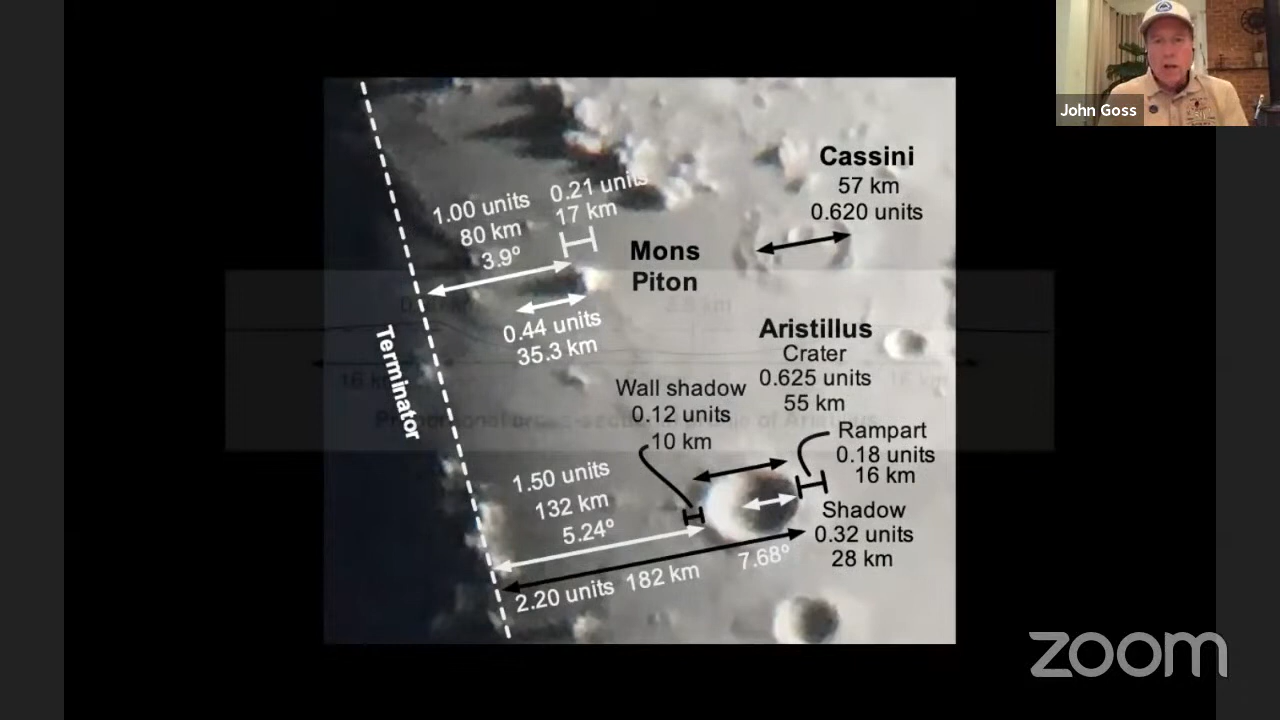 John Goss
Cassini
57 km
0.620 units
0.21 units
17 km
1.00 units
80 km
3.9º
Mons
Piton
0.44 units
35.3 km
Terminator
Aristillus
Crater
0.625 units
55 km
Wall shadow
0.12 units
10 km
Rampart
0.18 units
16 km
1.50 units
132 km
5.24º
Shadow
0.32 units
28 km
7.68º
2.20 units 182 km
zoom